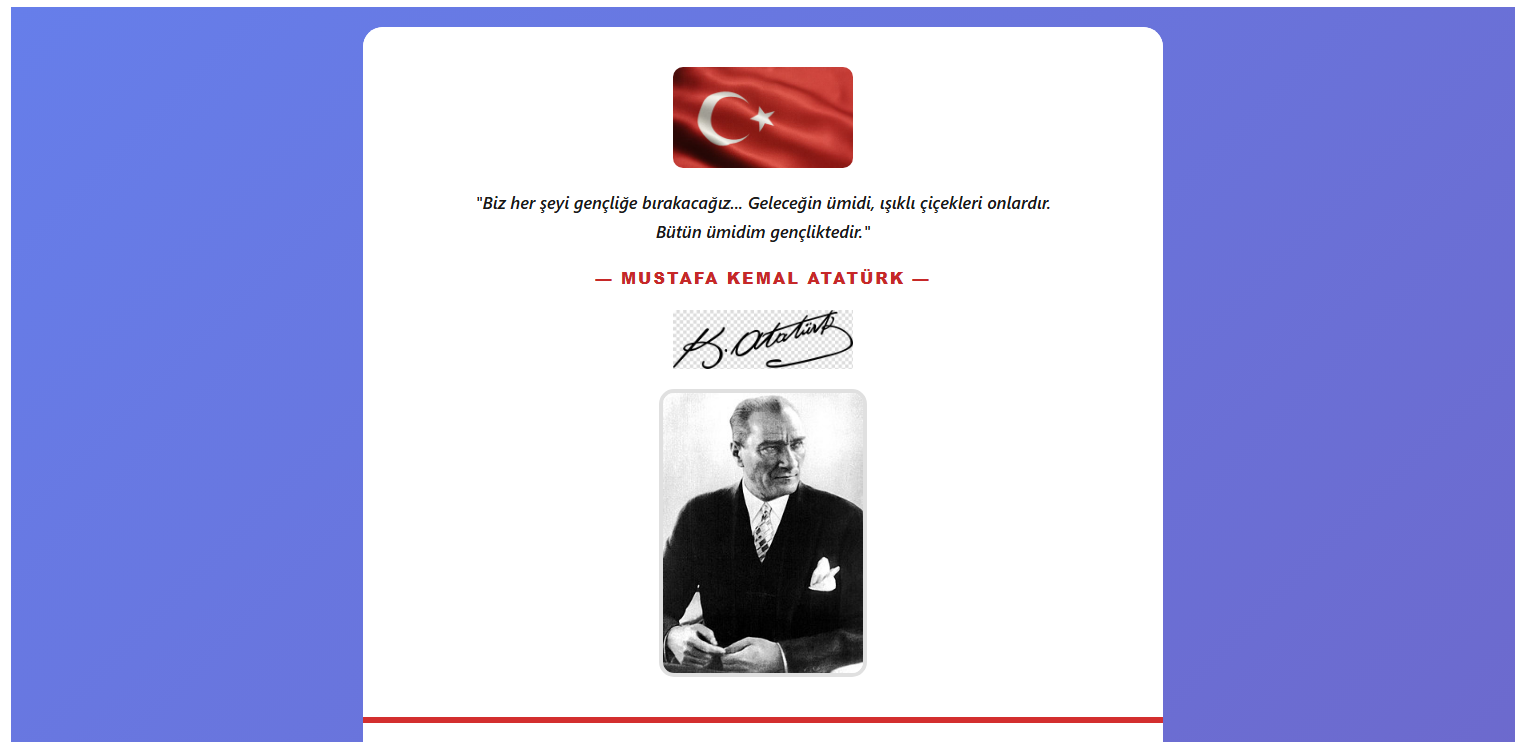 "Biz her şeyi gençliğe bırakacağız... Geleceğin ümidi, ışıklı çiçekleri onlardır.
Bütün ümidim gençliktedir."
— MUSTAFA KEMAL ATATÜRK —
K. Atatürk